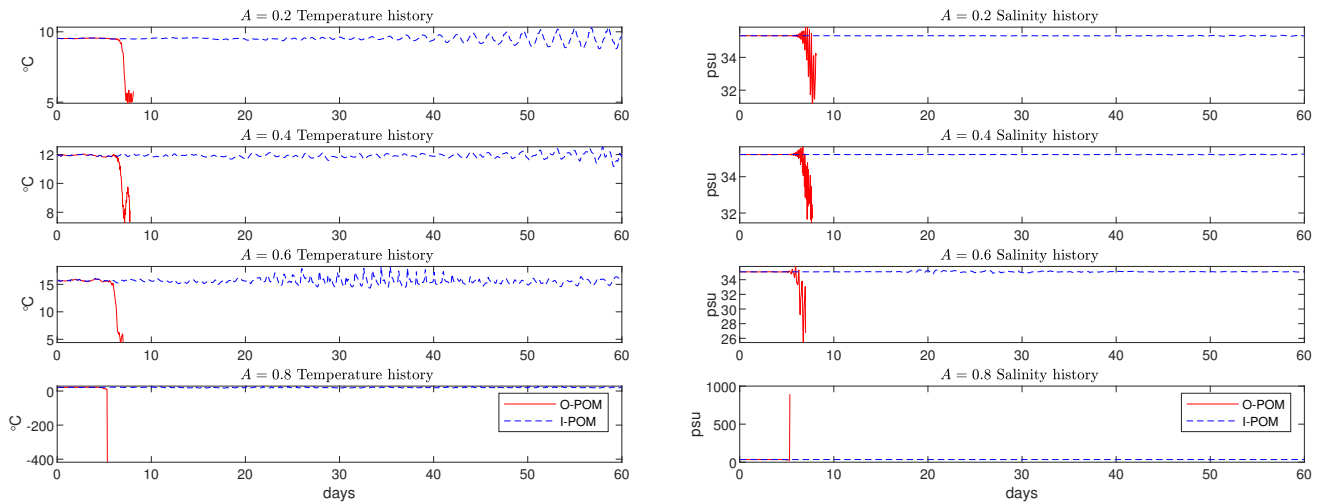 A = 0.2 Temperature history
10
5
°C
0 10 20 30 40 50 60
A = 0.4 Temperature history
12
10
8
°C
0 10 20 30 40 50 60
A = 0.6 Temperature history
15
10
5
°C
0 10 20 30 40 50 60
A = 0.8 Temperature history
0
-200
-400
°C
O-POM
I-POM
0 10 20 30 40 50 60
days
A = 0.2 Salinity history
34
32
psu
0 10 20 30 40 50 60
A = 0.4 Salinity history
34
32
psu
0 10 20 30 40 50 60
A = 0.6 Salinity history
34
32
30
28
26
psu
0 10 20 30 40 50 60
A = 0.8 Salinity history
1000
500
0
psu
O-POM
I-POM
0 10 20 30 40 50 60
days